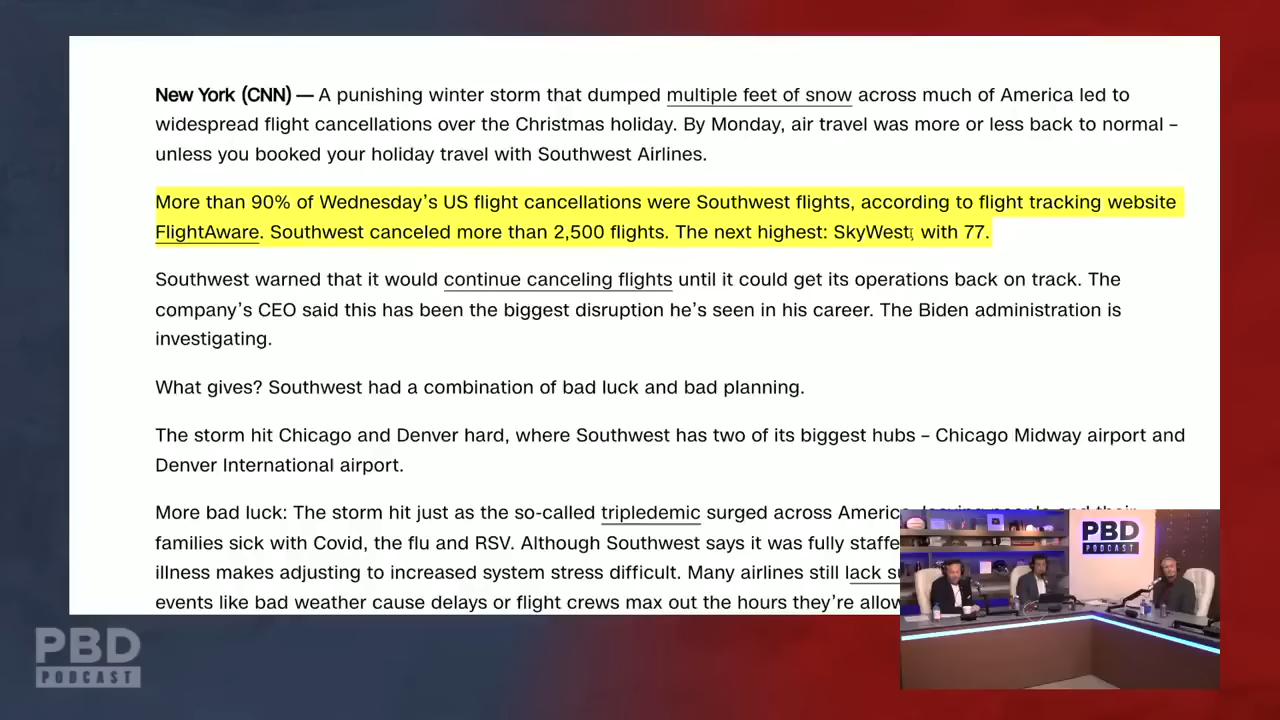 New York (CNN) — A punishing winter storm that dumped multiple feet of snow across much of America led to
widespread flight cancellations over the Christmas holiday. By Monday, air travel was more or less back to normal –
unless you booked your holiday travel with Southwest Airlines.
More than 90% of Wednesday's US flight cancellations were Southwest flights, according to flight tracking website
FlightAware. Southwest canceled more than 2,500 flights. The next highest: SkyWest, with 77.
Southwest warned that it would continue canceling flights until it could get its operations back on track. The
company's CEO said this has been the biggest disruption he's seen in his career. The Biden administration is
investigating.
What gives? Southwest had a combination of bad luck and bad planning.
The storm hit Chicago and Denver hard, where Southwest has two of its biggest hubs – Chicago Midway airport and
Denver International airport.
More bad luck: The storm hit just as the so-called tripledemic surged across
families sick with Covid, the flu and RSV. Although Southwest says it was fully
illness makes adjusting to increased system stress difficult. Many airlines still lack
events like bad weather cause delays or flight crews max out the hours they're
PBD
PODCAST
PBD
PODCAST